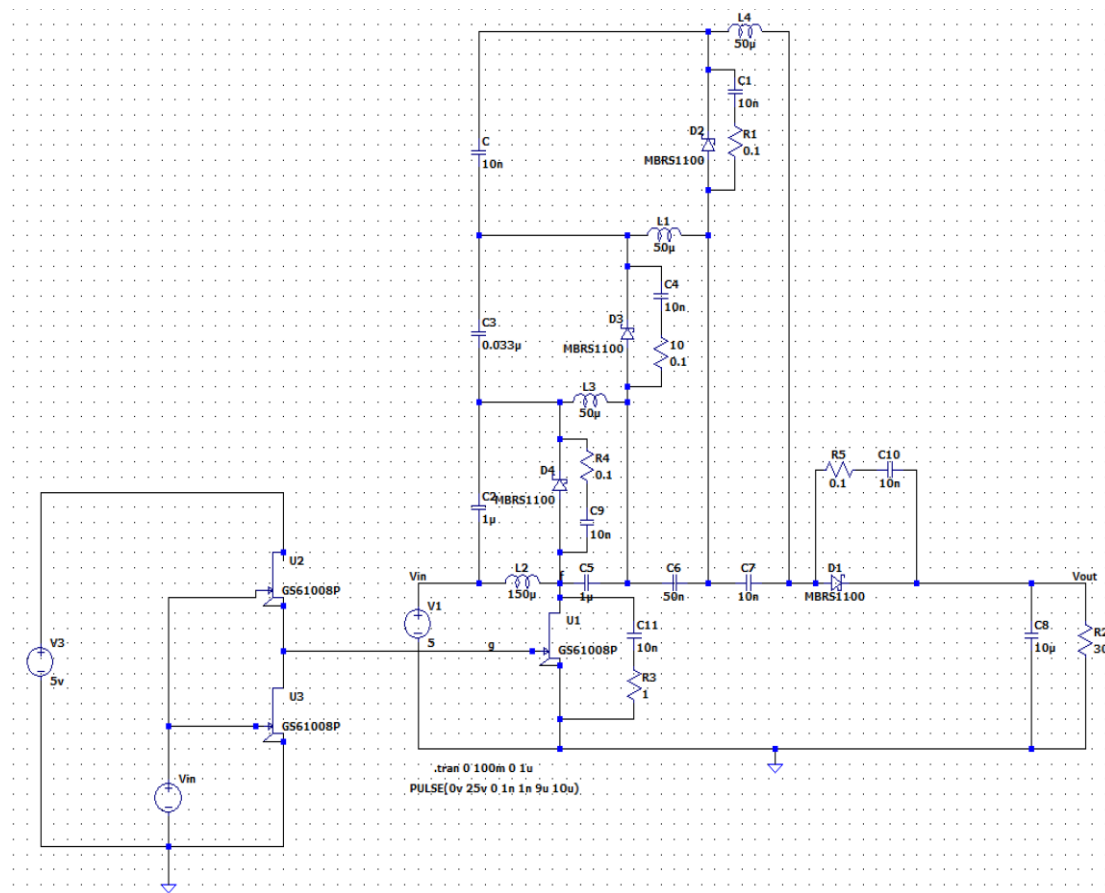 L4
50µ
C1
10n
D2
R1
0.1
MBRS1100
C
10n
L1
50µ
C4
10n
D3
10
0.1
MBRS1100
C3
0.033µ
L3
50µ
R4
0.1
D4
MBRS1100
C2
1µ
C9
10n
R5
0.1
C10
10n
U2
GS61008P
V3
5v
U3
GS61008P
Vin
Vin
L2
150µ
f
C5
1µ
C6
50n
C7
10n
D1
MBRS1100
Vout
V1
5
g
U1
GS61008P
C11
10n
R3
1
C8
10µ
R2
30
.tran 0 100m 0 1u
PULSE(0v 25v 0 1n 1n 9u 10u)